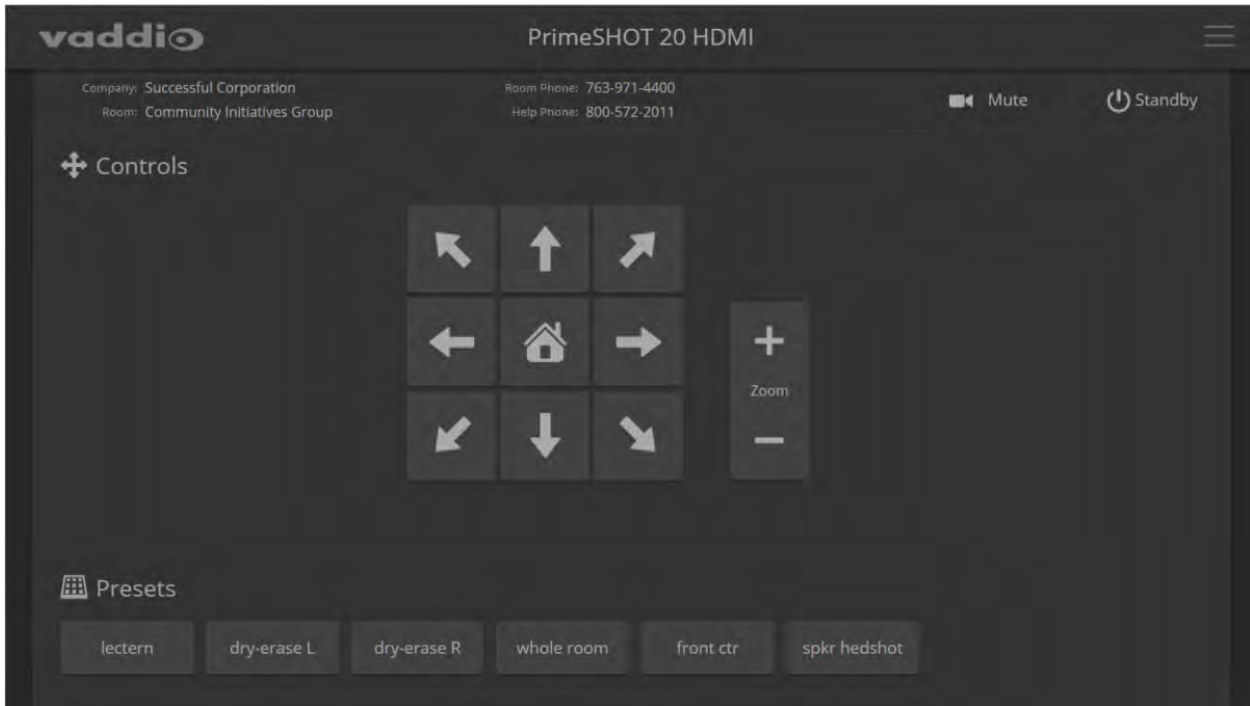 vaddio
PrimeSHOT 20 HDMI
Company: Successful Corporation
Room Phone: 763-971-4400
Room: Community Initiatives Group
Help Phone: 800-572-2011
Mute
Standby
Controls
Zoom
Presets
lectern
dry-erase L
dry-erase R
whole room
front ctr
spkr hedshot